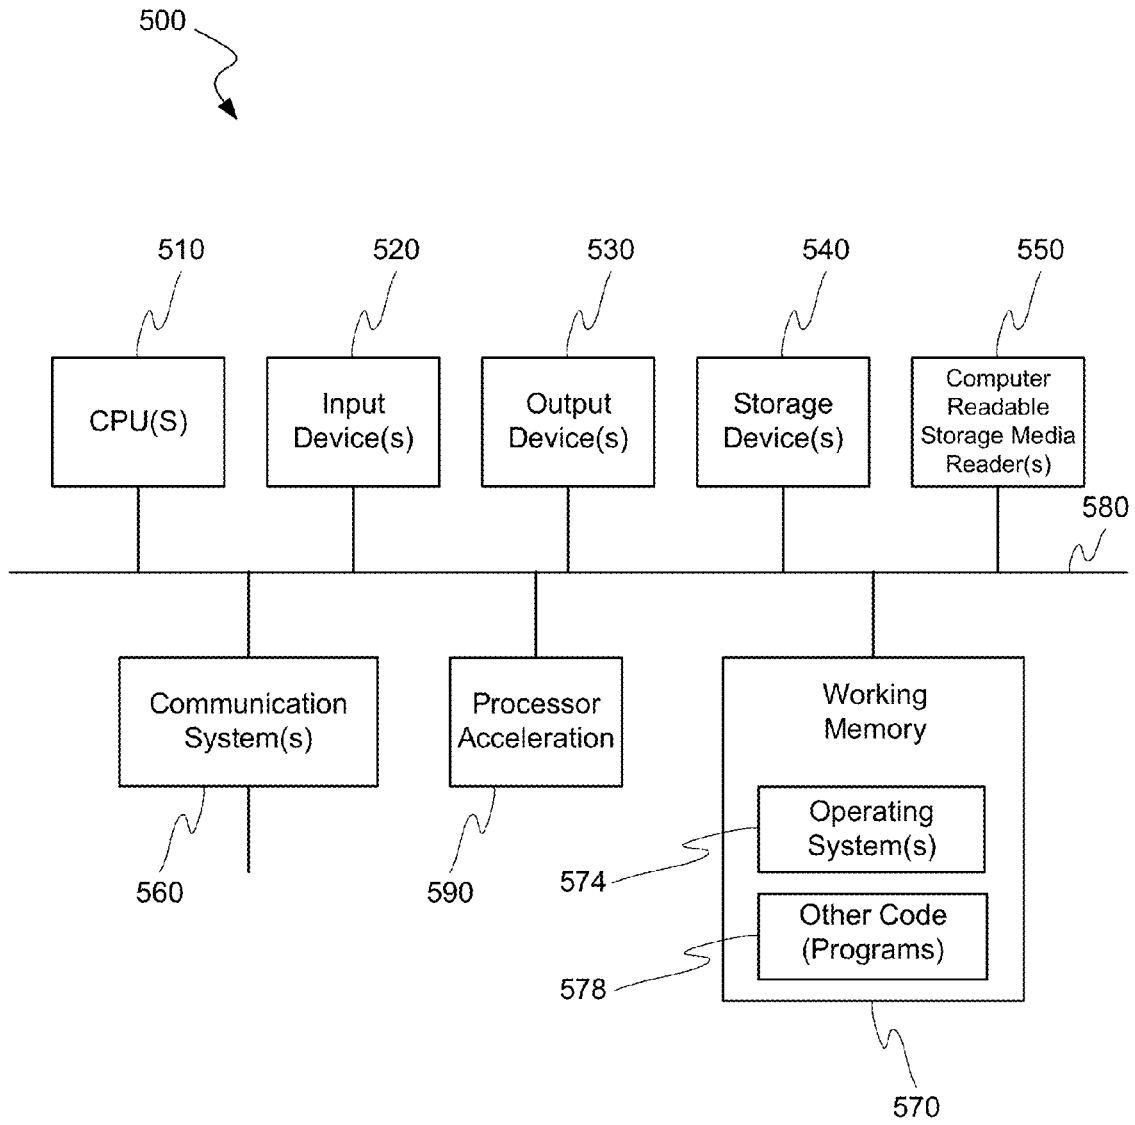 500
510
520
530
540
550
CPU(S)
Input
Device(s)
Output
Device(s)
Storage
Device(s)
Computer
Readable
Storage Media
Reader(s)
580
Communication
System(s)
Processor
Acceleration
Working
Memory
Operating
System(s)
574
Other Code
(Programs)
578
560
590
570